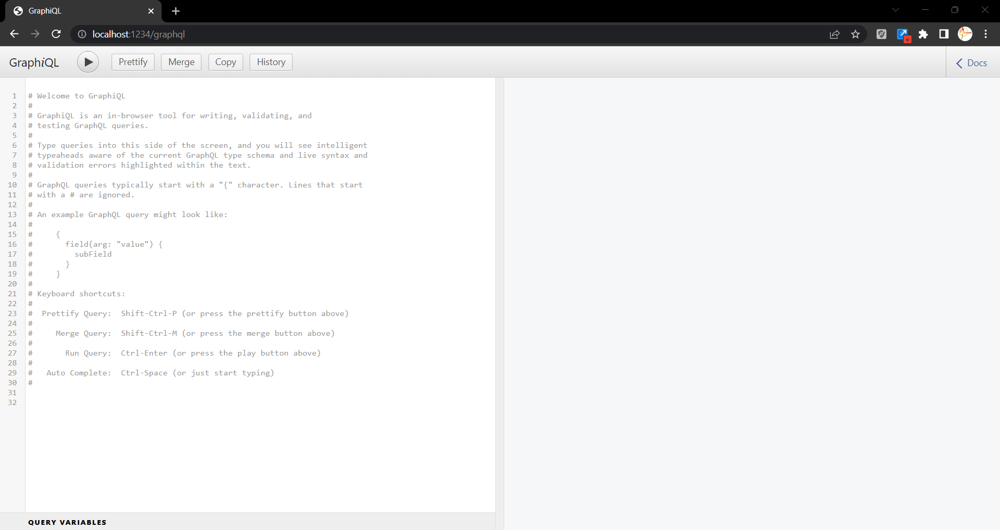 GraphiQL
localhost:1234/graphql
GraphiQL Prettify Merge Copy History Docs
1 # Welcome to GraphiQL
2 #
3 # GraphiQL is an in-browser tool for writing, validating, and
4 # testing GraphQL queries.
5 #
6 # Type queries into this side of the screen, and you will see intelligent
7 # typeaheads aware of the current GraphQL type schema and live syntax and
8 # validation errors highlighted within the text.
9 #
10 # GraphQL queries typically start with a "{" character. Lines that start
11 # with a # are ignored.
12 #
13 # An example GraphQL query might look like:
14 #
15 #     {
16 #       field(arg: "value") {
17 #         subField
18 #       }
19 #     }
20 #
21 # Keyboard shortcuts:
22 #
23 #  Prettify Query:  Shift-Ctrl-P (or press the prettify button above)
24 #
25 #     Merge Query:  Shift-Ctrl-M (or press the merge button above)
26 #
27 #       Run Query:  Ctrl-Enter (or press the play button above)
28 #
29 #   Auto Complete:  Ctrl-Space (or just start typing)
30 #
31
32
QUERY VARIABLES